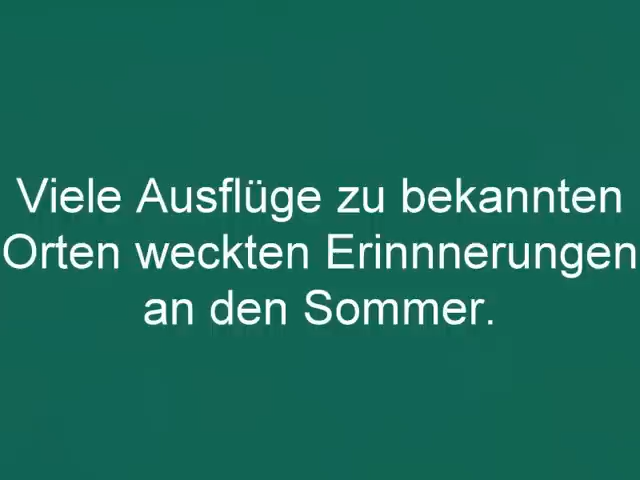 Viele Ausflüge zu bekannten
Orten weckten Erinnnerungen
an den Sommer.